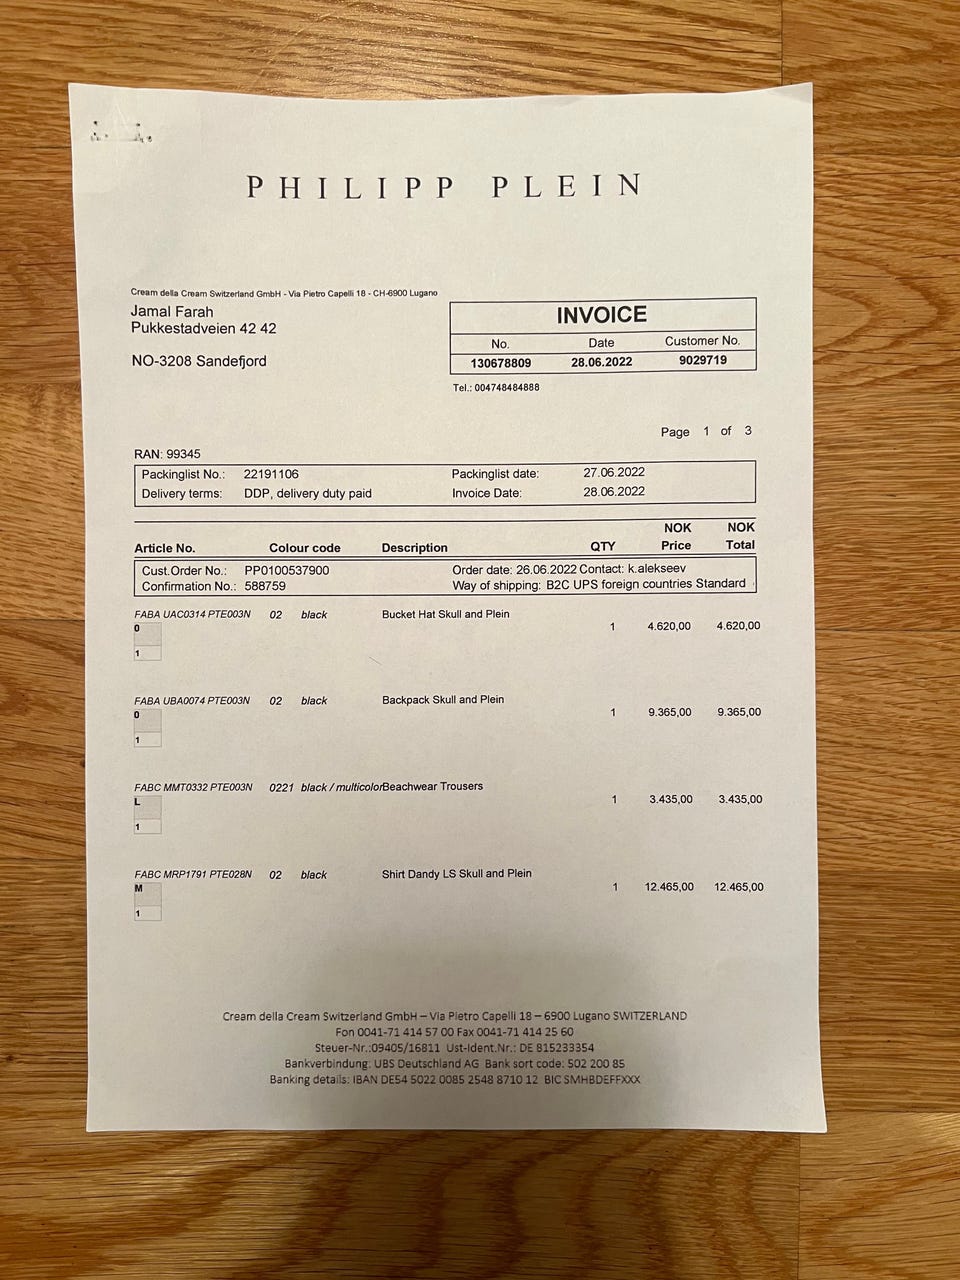 PHILIPP PLEIN
Cream della Cream Switzerland GmbH - Via Pietro Capelli 18 - CH-6900 Lugano
Jamal Farah
Pukkestadveien 42 42
NO-3208 Sandefjord
INVOICE
No. Date Customer No.
130678809 28.06.2022 9029719
Tel.: 004748484888
Page 1 of 3
RAN: 99345
Packinglist No.: 22191106 Packinglist date: 27.06.2022
Delivery terms: DDP, delivery duty paid Invoice Date: 28.06.2022
NOK NOK
Article No. Colour code Description QTY Price Total
Cust.Order No.: PP0100537900 Order date: 26.06.2022 Contact: k.alekseev
Confirmation No.: 588759 Way of shipping: B2C UPS foreign countries Standard
FABA UAC0314 PTE003N 02 black Bucket Hat Skull and Plein
0 1 4.620,00 4.620,00
1
FABA UBA0074 PTE003N 02 black Backpack Skull and Plein
0 1 9.365,00 9.365,00
1
FABC MMT0332 PTE003N 0221 black / multicolor Beachwear Trousers
L 1 3.435,00 3.435,00
1
FABC MRP1791 PTE028N 02 black Shirt Dandy LS Skull and Plein
M 1 12.465,00 12.465,00
1
Cream della Cream Switzerland GmbH – Via Pietro Capelli 18 – 6900 Lugano SWITZERLAND
Fon 0041-71 414 57 00 Fax 0041-71 414 25 60
Steuer-Nr.:09405/16811 Ust-Ident.Nr.: DE 815233354
Bankverbindung: UBS Deutschland AG Bank sort code: 502 200 85
Banking details: IBAN DE54 5022 0085 2548 8710 12 BIC SMHBDEFFXXX